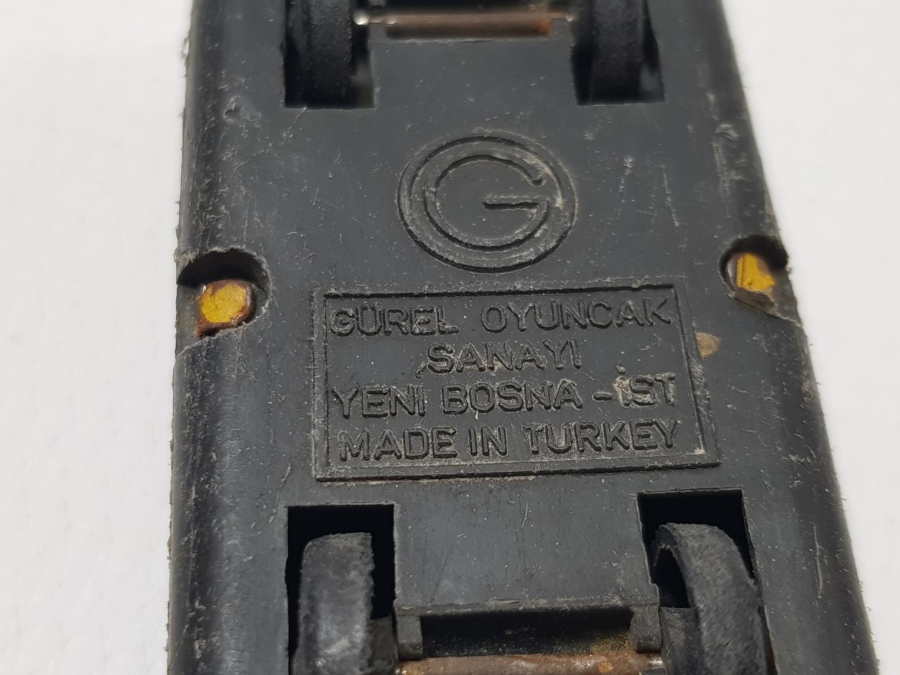 G
GÜREL OYUNCAK
SANAYI
YENI BOSNA - İST
MADE IN TURKEY